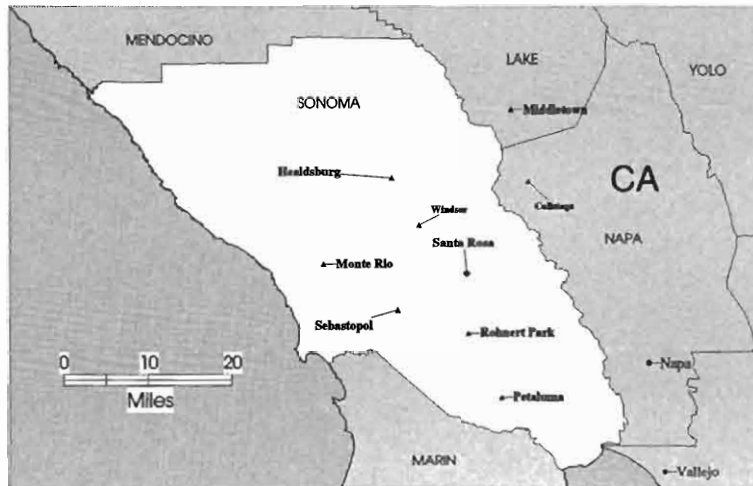 MENDOCINO
LAKE
YOLO
SONOMA
Middletown
Healdsburg
CA
Calistoga
Windsor
NAPA
Santa Rosa
Monte Rio
Sebastopol
Rohnert Park
0 10 20
Miles
Napa
Petaluma
MARIN
Vallejo